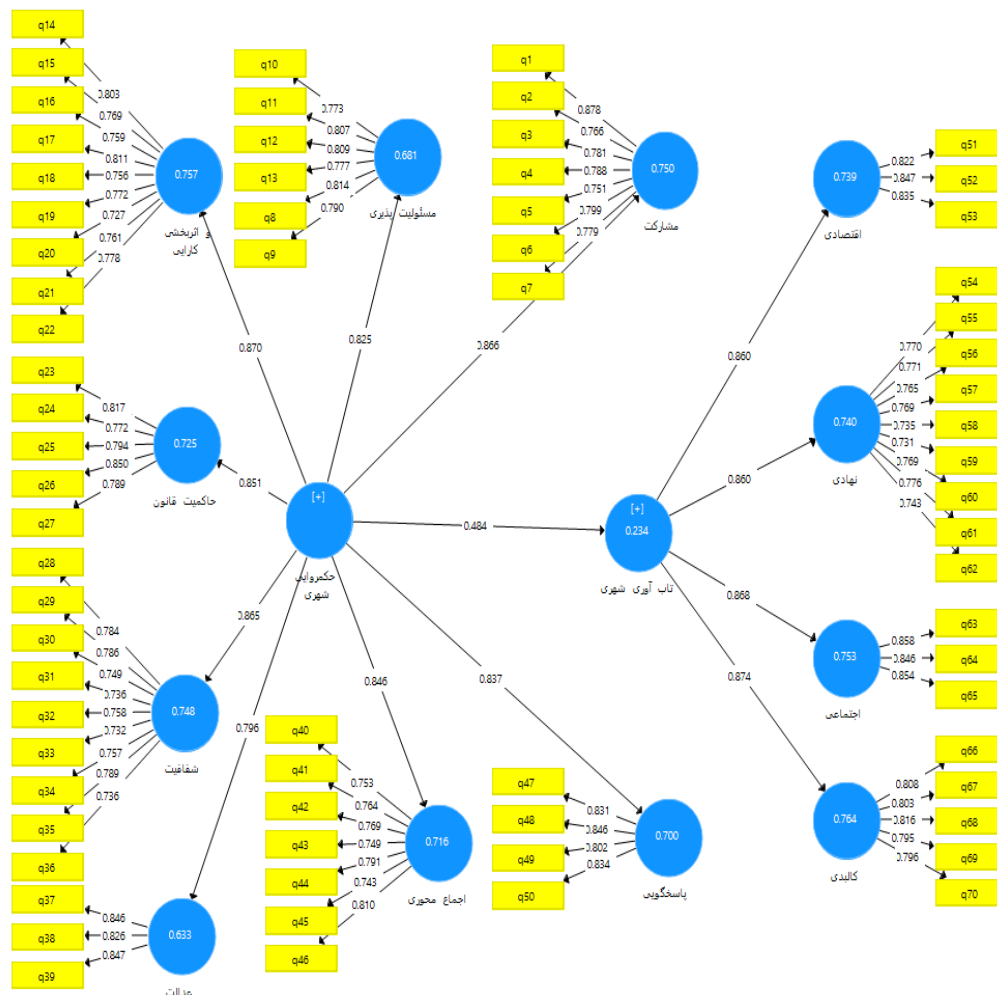 q14
q15
q16
q17
q18
q19
q20
q21
q22
0.803
0.769
0.759
0.811
0.756
0.772
0.727
0.761
0.778
0.757
و اثربخشی
کارایی
q10
q11
q12
q13
q8
q9
0.773
0.807
0.809
0.777
0.814
0.790
0.681
مسئولیت پذیری
q1
q2
q3
q4
q5
q6
q7
0.878
0.766
0.781
0.788
0.751
0.799
0.779
0.750
مشارکت
0.739
اقتصادی
0.822
0.847
0.835
q51
q52
q53
0.870
0.825
0.866
0.860
q23
q24
q25
q26
q27
0.817
0.772
0.794
0.850
0.789
0.725
حاکمیت قانون
0.851
[+]
حکمروایی
شهری
0.484
[+]
0.234
تاب آوری شهری
0.860
0.740
نهادی
0.770
0.771
0.765
0.769
0.735
0.731
0.769
0.776
0.743
q54
q55
q56
q57
q58
q59
q60
q61
q62
q28
q29
q30
q31
q32
q33
q34
q35
q36
0.784
0.786
0.749
0.736
0.758
0.732
0.757
0.789
0.736
0.748
شفافیت
0.865
0.796
0.846
0.837
0.868
0.874
0.753
اجتماعی
0.858
0.846
0.854
q63
q64
q65
q37
q38
q39
0.846
0.826
0.847
0.633
عدالت
q40
q41
q42
q43
q44
q45
q46
0.753
0.764
0.769
0.749
0.791
0.743
0.810
0.716
اجماع محوری
q47
q48
q49
q50
0.831
0.846
0.802
0.834
0.700
پاسخگویی
0.764
کالبدی
0.808
0.803
0.816
0.795
0.796
q66
q67
q68
q69
q70